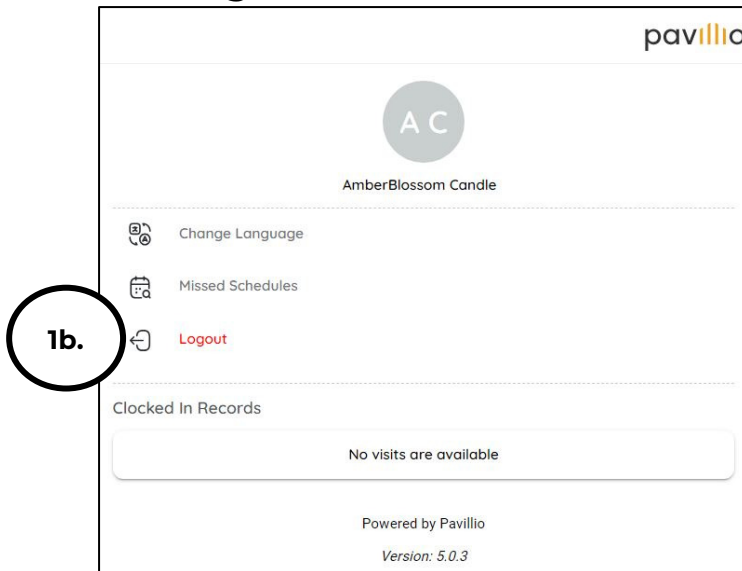 pavillio
A C
AmberBlossom Candle
Change Language
Missed Schedules
1b.
Logout
Clocked In Records
No visits are available
Powered by Pavillio
Version: 5.0.3